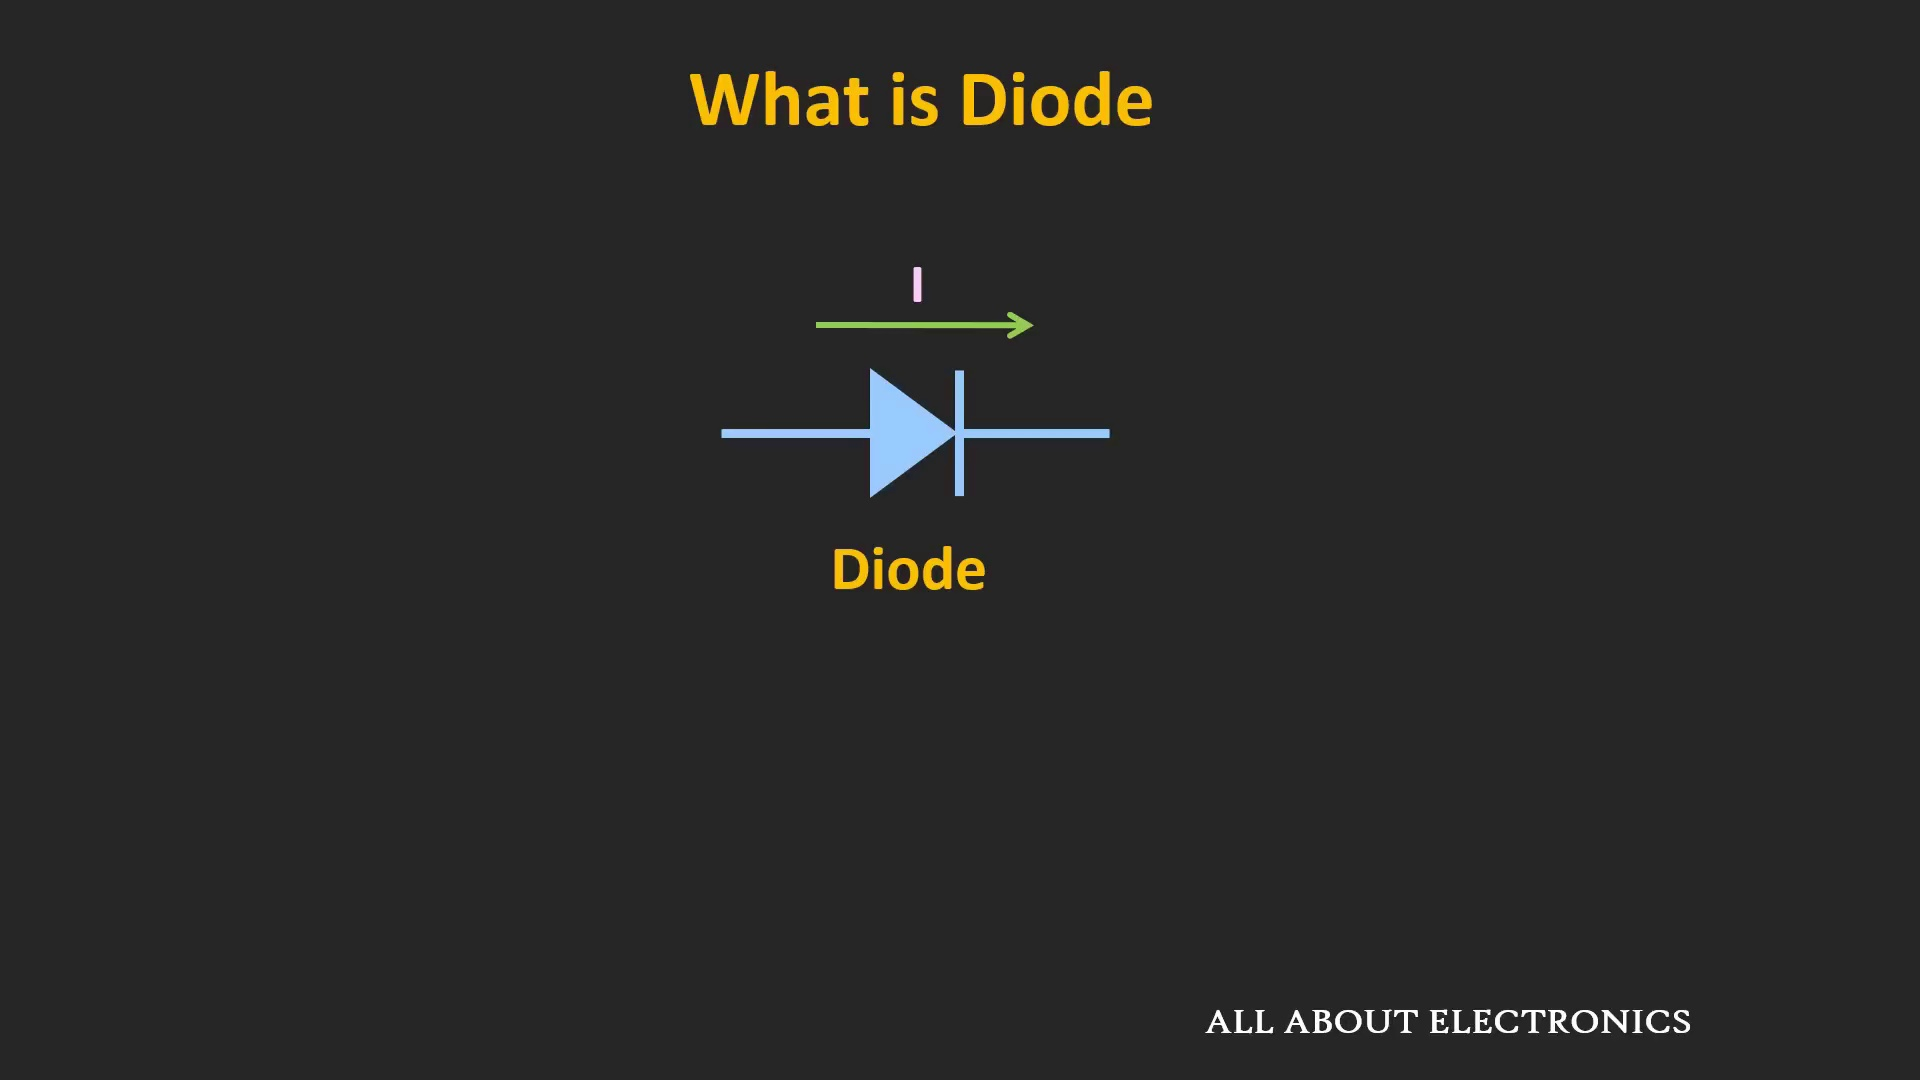 What is Diode
I
Diode
ALL ABOUT ELECTRONICS